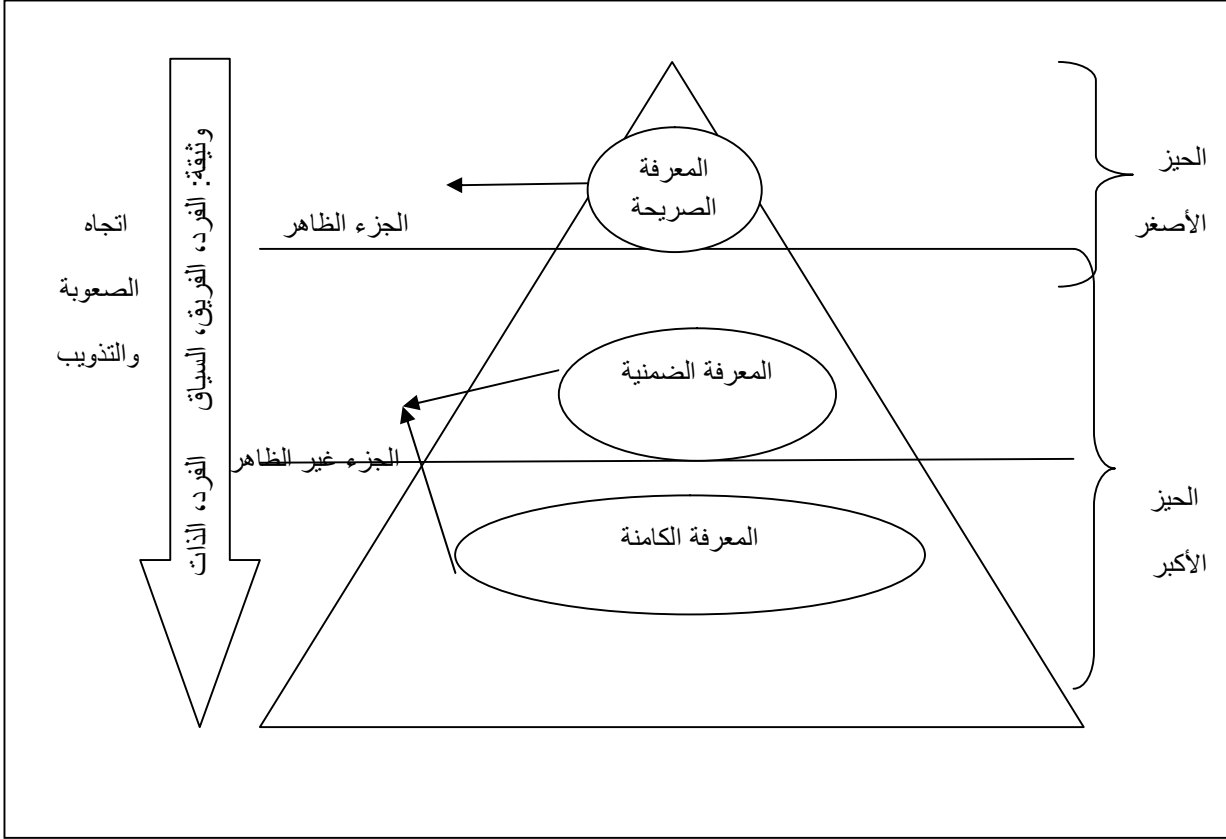 المعرفة
الصريحة
الحيز
الأصغر
الجزء الظاهر
اتجاه
الصعوبة
والتذويب
وثيقة: الفرد، الفريق، السياق الفرد، الذات
المعرفة الضمنية
الجزء غير الظاهر
المعرفة الكامنة
الحيز
الأكبر